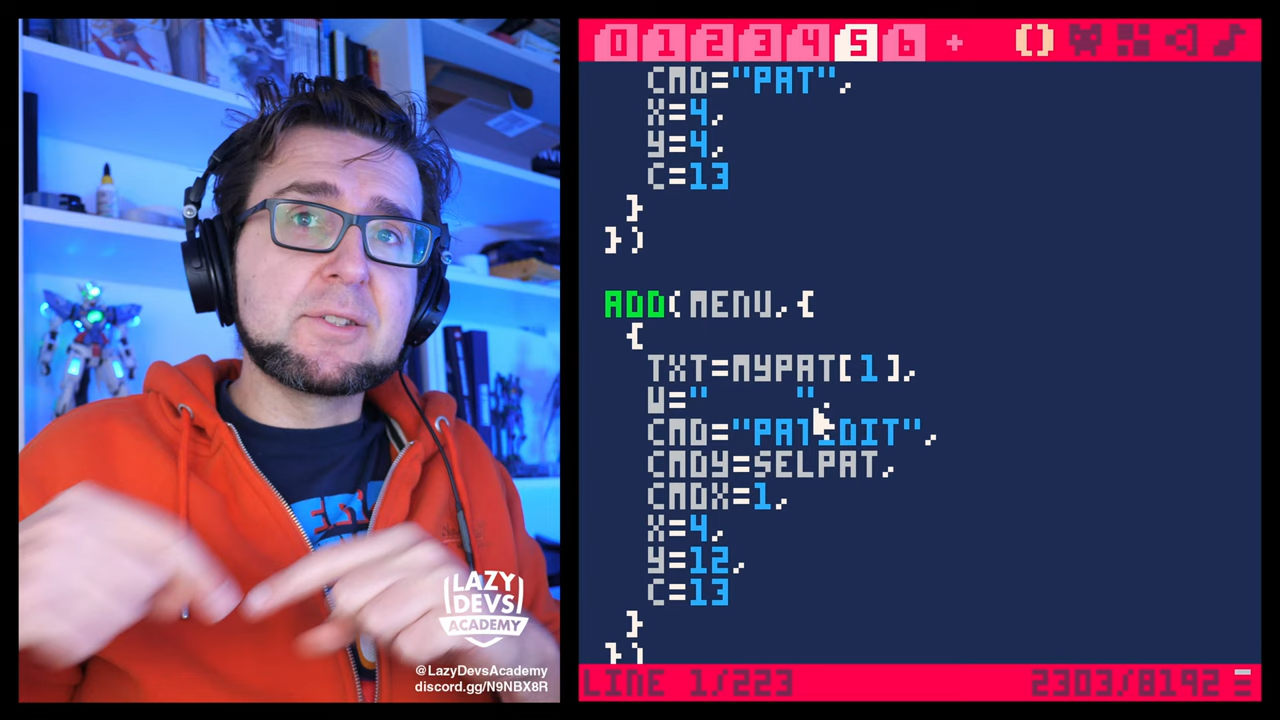 LAZY
DEVS
ACADEMY
@LazyDevsAcademy
discord.gg/N9NBX8R
0 1 2 3 4 5 6 + ()
CMD="PAT",
X=4,
Y=4,
C=13
}
})
ADD(MENU,{
{
TXT=MYPAT[1],
W="    ",
CMD="PATEDIT",
CMDY=SELPAT,
CMDX=1,
X=4,
Y=12,
C=13
}
})
LINE 1/223
2303/8192